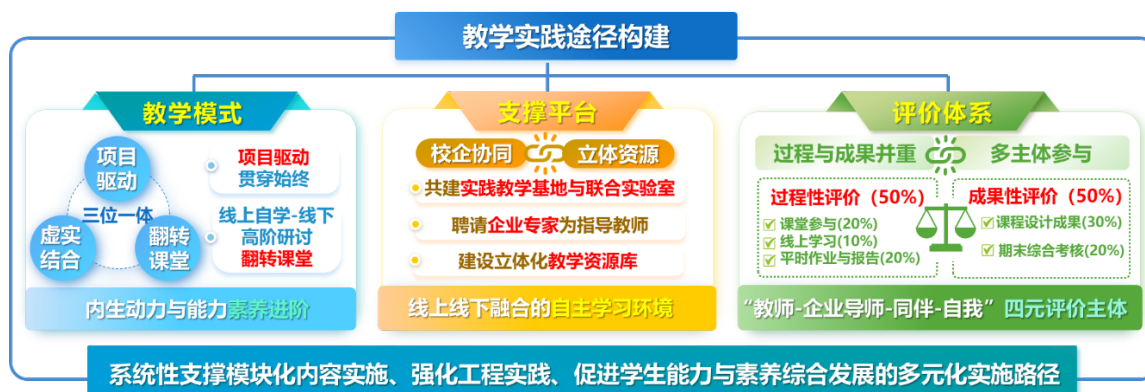 教学实践途径构建
教学模式
项目
驱动
三位一体
虚实
结合
翻转
课堂
项目驱动
贯穿始终
线上自学-线下
高阶研讨
翻转课堂
内生动力与能力素养进阶
支撑平台
校企协同
立体资源
共建实践教学基地与联合实验室
聘请企业专家为指导教师
建设立体化教学资源库
线上线下融合的自主学习环境
评价体系
过程与成果并重
多主体参与
过程性评价（50%）
课堂参与(20%)
线上学习(10%)
平时作业与报告(20%)
成果性评价（50%）
课程设计成果(30%)
期末综合考核(20%)
“教师-企业导师-同伴-自我”四元评价主体
系统性支撑模块化内容实施、强化工程实践、促进学生能力与素养综合发展的多元化实施路径